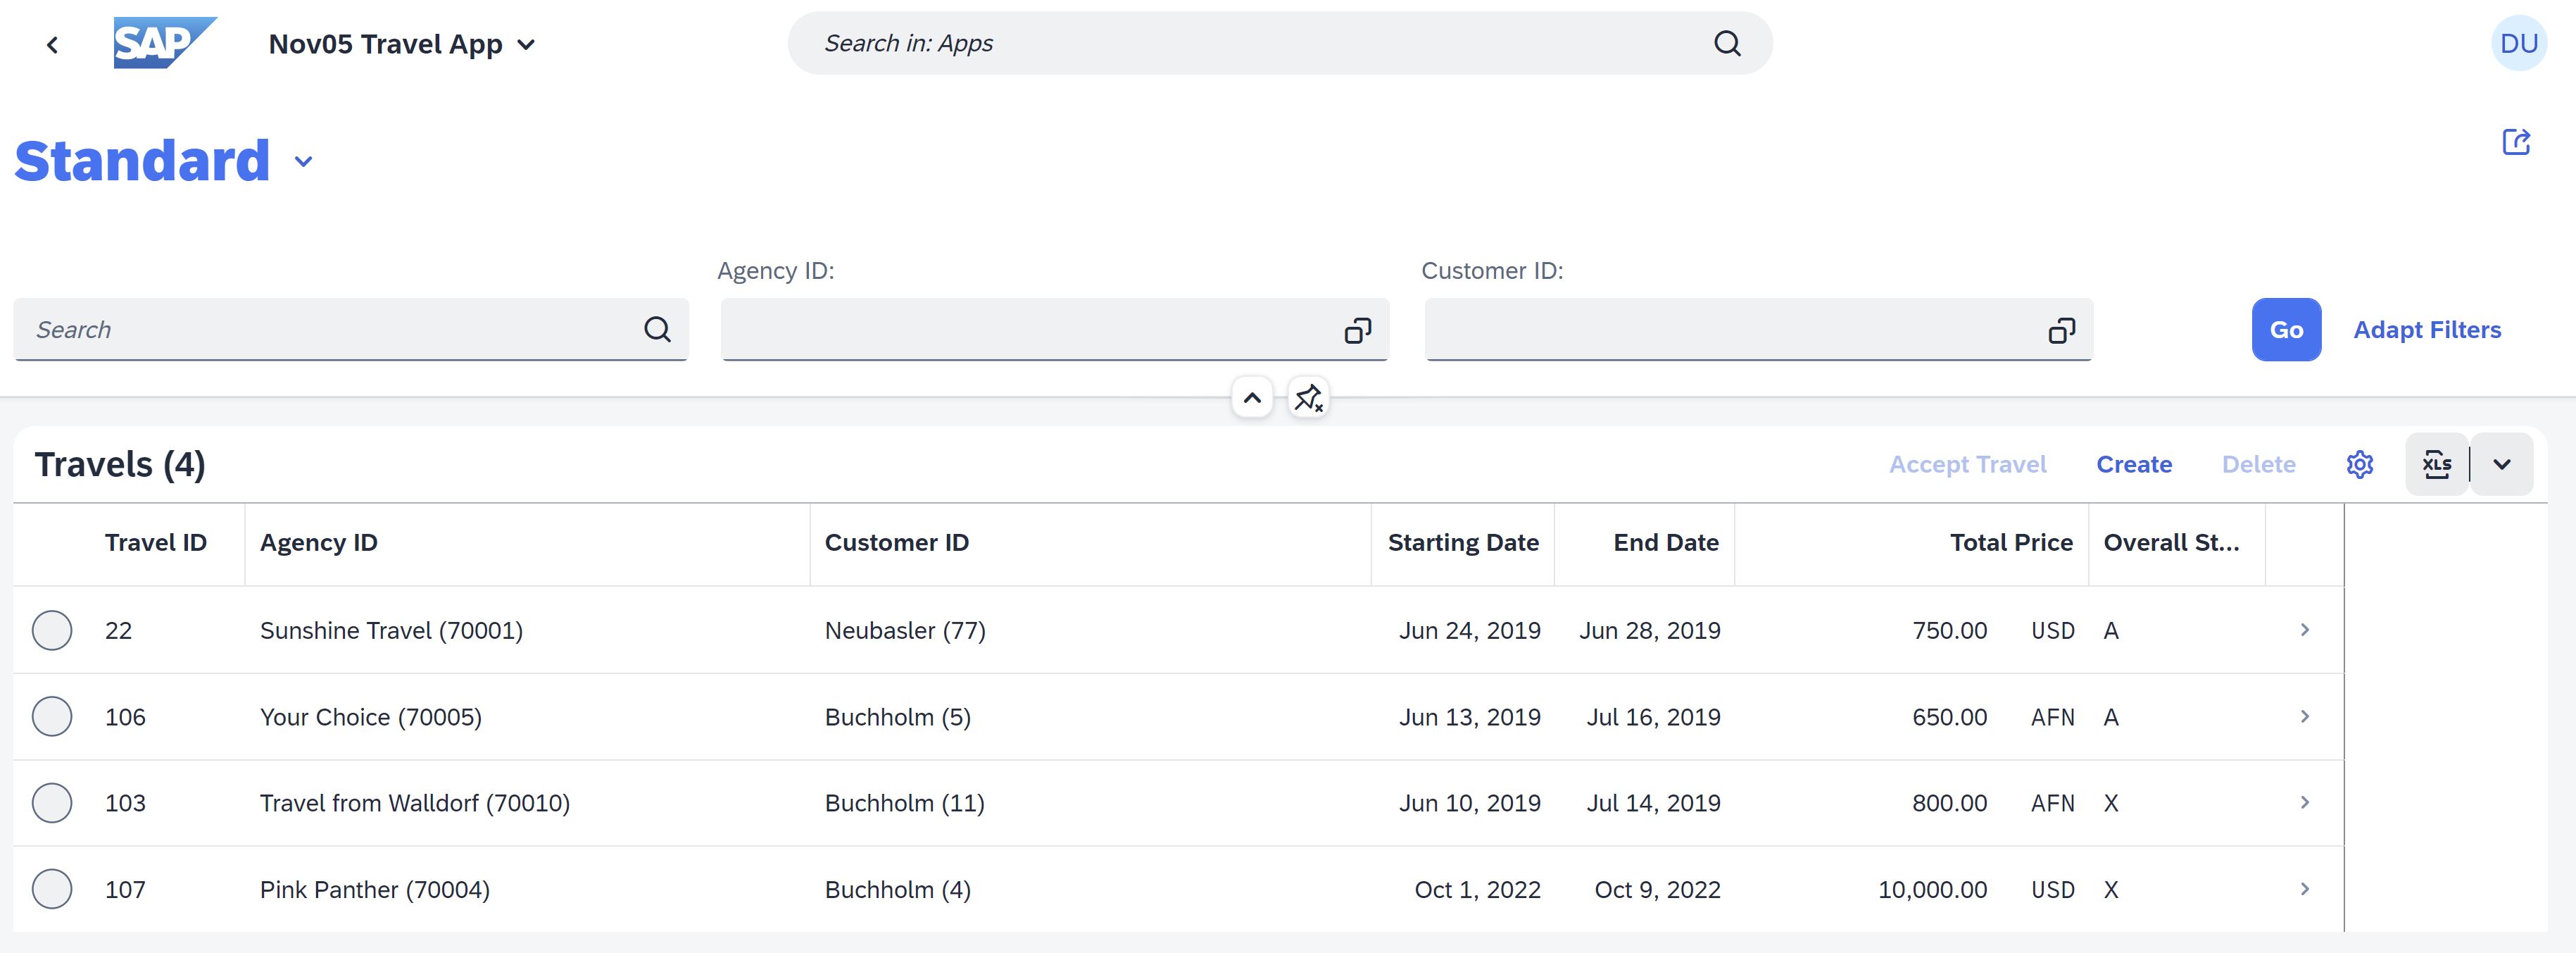 SAP Nov05 Travel App Search in: Apps DU
Standard
Agency ID: Customer ID:
Search Go Adapt Filters
Travels (4) Accept Travel Create Delete XLS
Travel ID Agency ID Customer ID Starting Date End Date Total Price Overall St...
22 Sunshine Travel (70001) Neubasler (77) Jun 24, 2019 Jun 28, 2019 750.00 USD A
106 Your Choice (70005) Buchholm (5) Jun 13, 2019 Jul 16, 2019 650.00 AFN A
103 Travel from Walldorf (70010) Buchholm (11) Jun 10, 2019 Jul 14, 2019 800.00 AFN X
107 Pink Panther (70004) Buchholm (4) Oct 1, 2022 Oct 9, 2022 10,000.00 USD X